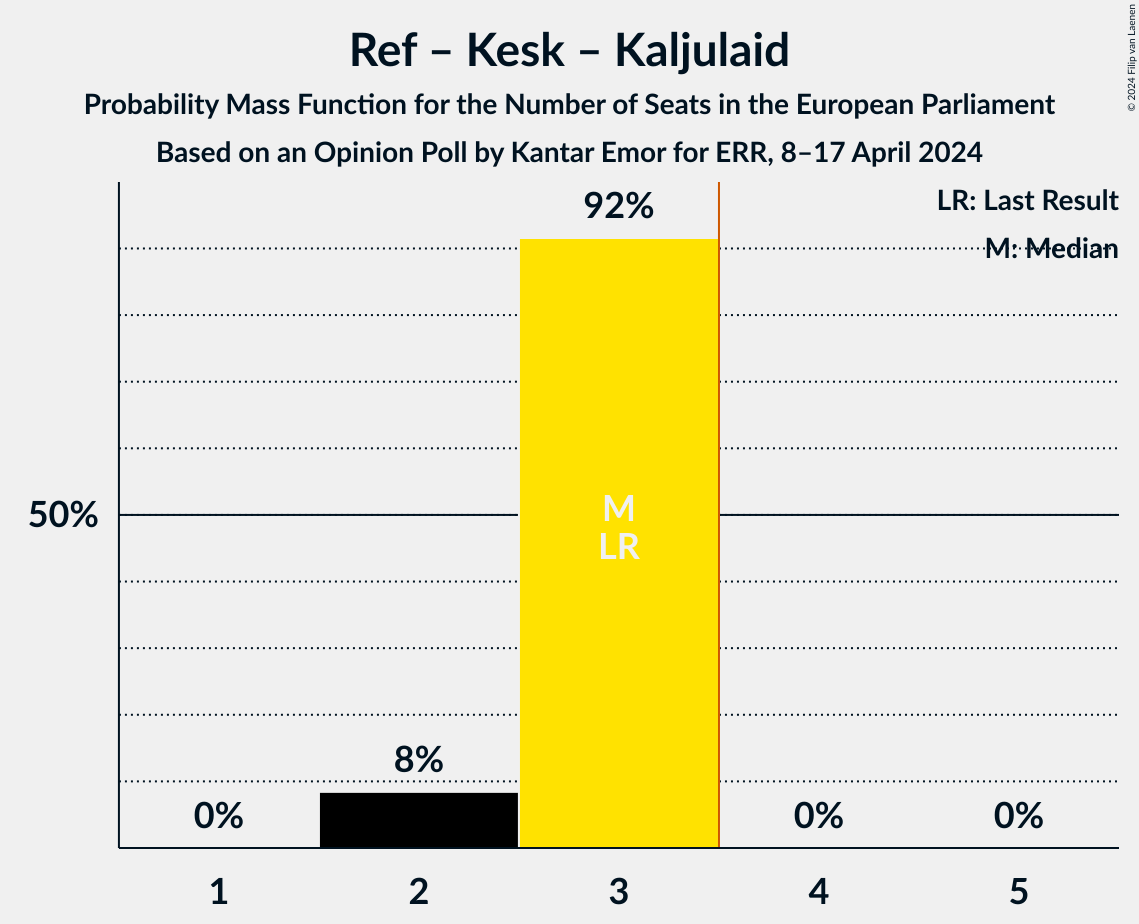 Ref – Kesk – Kaljulaid
Probability Mass Function for the Number of Seats in the European Parliament
Based on an Opinion Poll by Kantar Emor for ERR, 8–17 April 2024
© 2024 Filip van Laenen
LR: Last Result
M: Median
92%
50%
M
LR
8%
0%
0%
0%
1
2
3
4
5